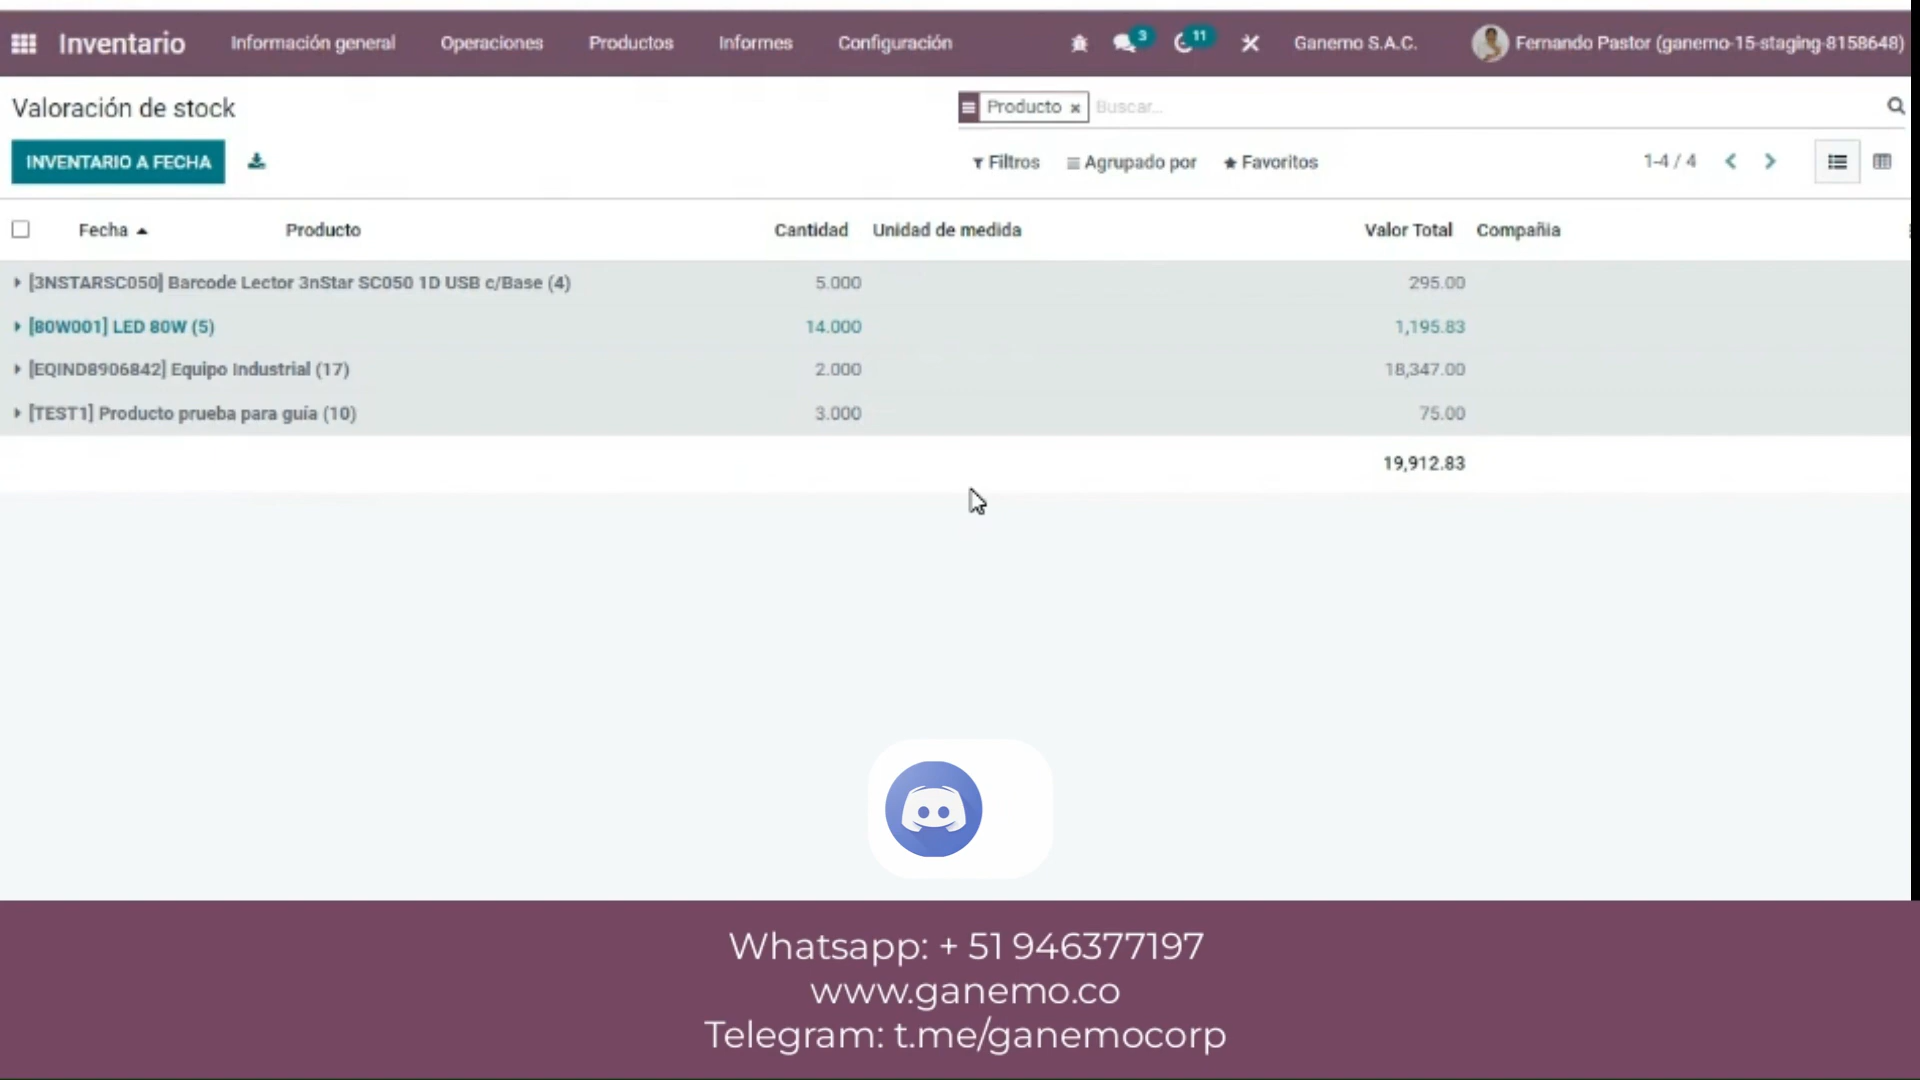 Inventario Información general Operaciones Productos Informes Configuración 3 11 Ganemo S.A.C. Fernando Pastor (ganemo-15-staging-8158648)
Valoración de stock Producto × Buscar...
INVENTARIO A FECHA Filtros Agrupado por Favoritos 1-4 / 4
Fecha Producto Cantidad Unidad de medida Valor Total Compañia
[3NSTARSC050] Barcode Lector 3nStar SC050 1D USB c/Base (4) 5.000 295.00
[80W001] LED 80W (5) 14.000 1,195.83
[EQIND8906842] Equipo Industrial (17) 2.000 18,347.00
[TEST1] Producto prueba para guía (10) 3.000 75.00
19,912.83
Whatsapp: + 51 946377197
www.ganemo.co
Telegram: t.me/ganemocorp